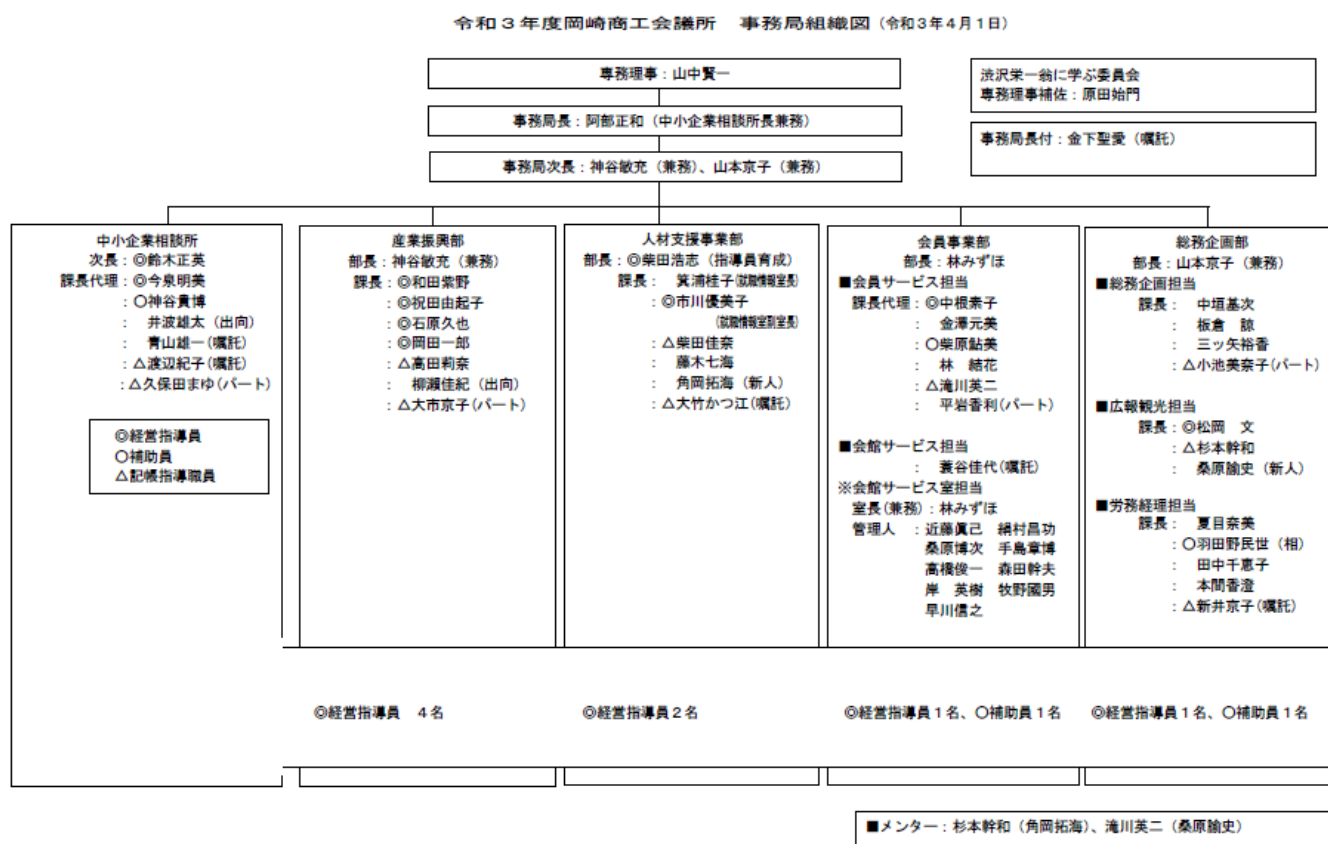 令和３年度岡崎商工会議所　事務局組織図（令和3年4月1日）
専務理事：山中賢一
渋沢栄一翁に学ぶ委員会
専務理事補佐：原田始門
事務局長：阿部正和（中小企業相談所長兼務）
事務局長付：金下聖愛（嘱託）
事務局次長：神谷敏充（兼務）、山本京子（兼務）
中小企業相談所
次長：◎鈴木正英
課長代理：◎今泉明美
：〇神谷貴博
：　井波雄太（出向）
：　青山雄一(嘱託)
：△渡辺紀子(嘱託)
：△久保田まゆ(パート)
◎経営指導員
〇補助員
△記帳指導職員
産業振興部
部長：神谷敏充（兼務）
課長：◎和田紫野
：◎祝田由起子
：◎石原久也
：◎岡田一郎
：△高田莉奈
：　柳瀬佳紀（出向）
：△大市京子(パート)
◎経営指導員　４名
人材支援事業部
部長：◎柴田浩志（指導員育成）
課長：　箕浦桂子(就職情報室長)
：◎市川優美子
(就職情報室副室長)
：△柴田佳奈
：　藤木七海
：　角岡拓海（新人）
：△大竹かつ江(嘱託)
◎経営指導員２名
会員事業部
部長：林みずほ
■会員サービス担当
課長代理：◎中根素子
：　金澤元美
：〇柴原鮎美
：　林　結花
：△滝川英二
：　平岩香利(パート)
■会館サービス担当
：　蓑谷佳代(嘱託)
※会館サービス室担当
室長(兼務)：林みずほ
管理人　：近藤眞己　絹村昌功
桑原博次　手島章博
高橋俊一　森田幹夫
岸　英樹　牧野國男
早川信之
◎経営指導員１名、〇補助員１名
総務企画部
部長：山本京子（兼務）
■総務企画担当
課長：　中垣基次
：　板倉　諒
：　三ッ矢裕香
：△小池美奈子(パート)
■広報観光担当
課長：◎松岡　文
：△杉本幹和
：　桑原諭史（新人）
■労務経理担当
課長：　夏目奈美
：〇羽田野民世（相）
：　田中千恵子
：　本間香澄
：△新井京子(嘱託)
◎経営指導員１名、〇補助員１名
■メンター：杉本幹和（角岡拓海）、滝川英二（桑原諭史）